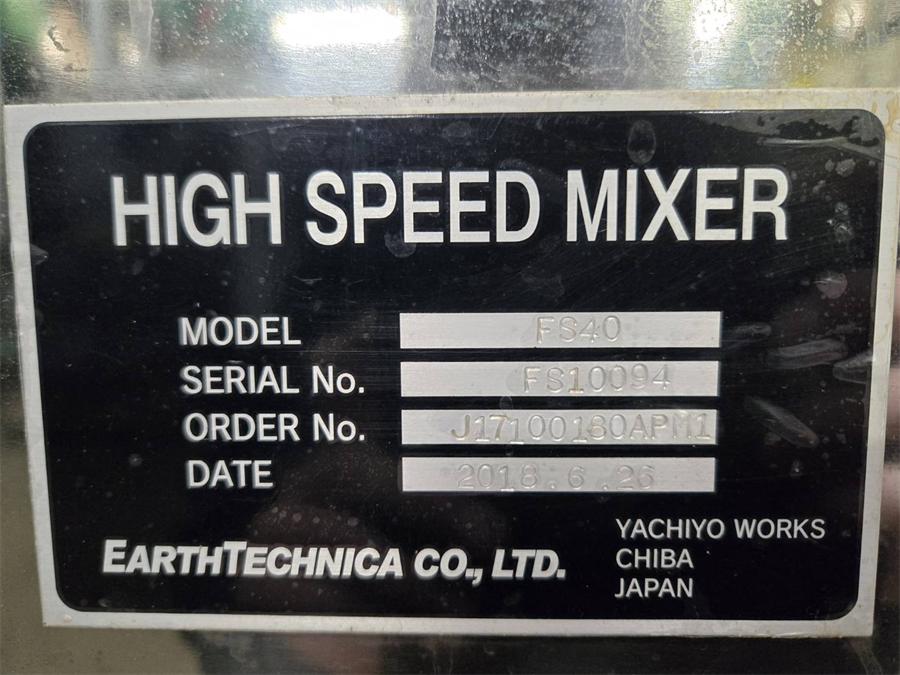 HIGH SPEED MIXER
MODEL FS40
SERIAL No. FS10094
ORDER No. J17100180APM1
DATE 2018.6.26
EARTHTECHNICA CO., LTD.
YACHIYO WORKS
CHIBA
JAPAN